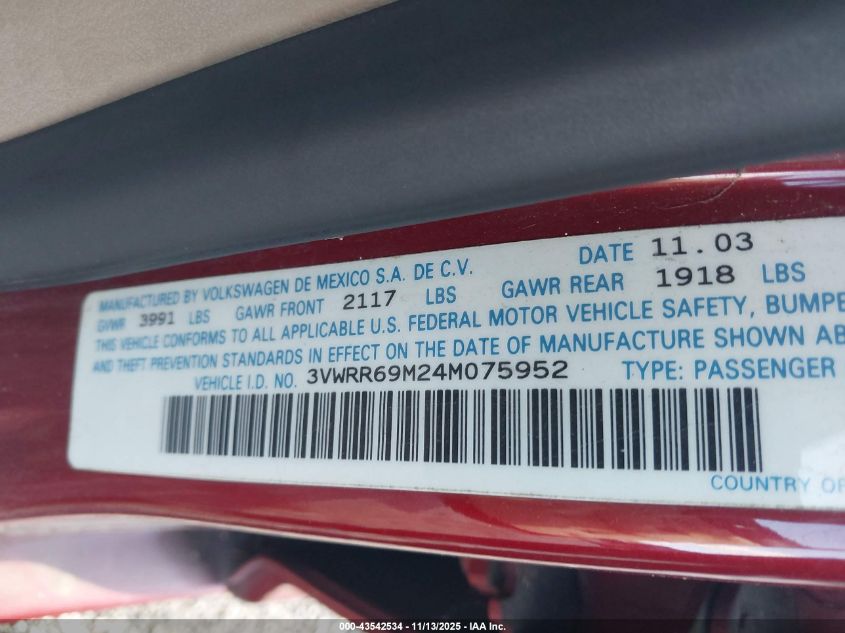 MANUFACTURED BY VOLKSWAGEN DE MEXICO S.A. DE C.V. DATE 11.03
GVWR 3991 LBS GAWR FRONT 2117 LBS GAWR REAR 1918 LBS
THIS VEHICLE CONFORMS TO ALL APPLICABLE U.S. FEDERAL MOTOR VEHICLE SAFETY, BUMPE
AND THEFT PREVENTION STANDARDS IN EFFECT ON THE DATE OF MANUFACTURE SHOWN AB
VEHICLE I.D. NO. 3VWRR69M24M075952 TYPE: PASSENGER
COUNTRY OF
000-43542534 - 11/13/2025 - IAA Inc.